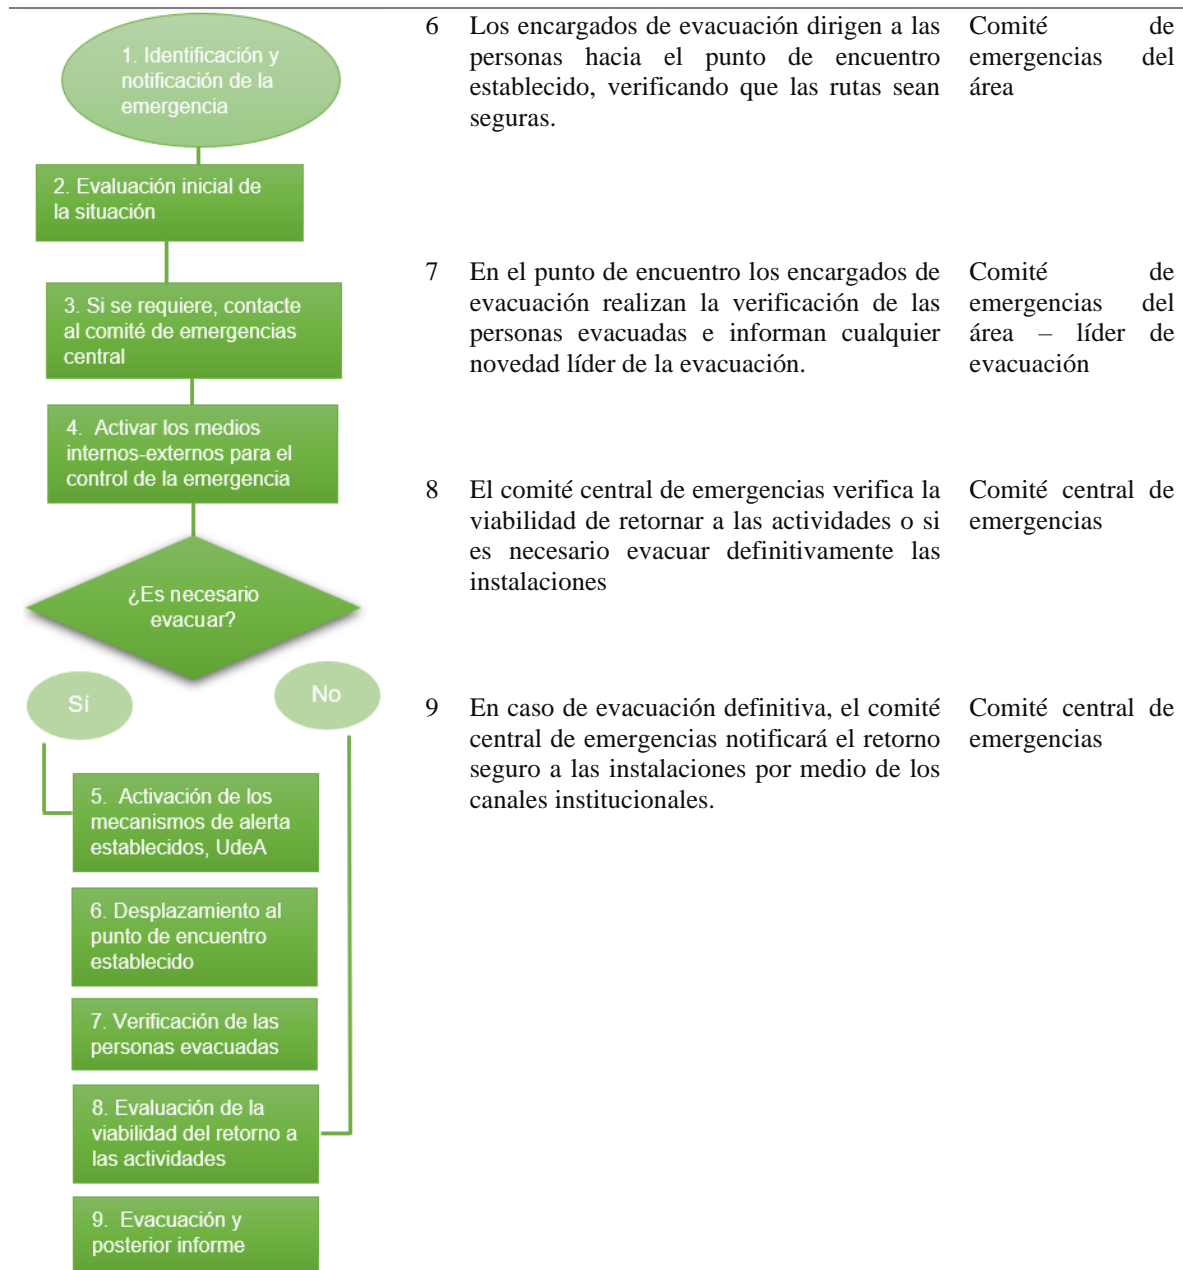 1. Identificación y
notificación de la
emergencia
2. Evaluación inicial de
la situación
3. Si se requiere, contacte
al comité de emergencias
central
4. Activar los medios
internos-externos para el
control de la emergencia
¿Es necesario
evacuar?
Sí
No
5. Activación de los
mecanismos de alerta
establecidos, UdeA
6. Desplazamiento al
punto de encuentro
establecido
7. Verificación de las
personas evacuadas
8. Evaluación de la
viabilidad del retorno a
las actividades
9. Evacuación y
posterior informe
6 Los encargados de evacuación dirigen a las
personas hacia el punto de encuentro
establecido, verificando que las rutas sean
seguras.
Comité de
emergencias del
área
7 En el punto de encuentro los encargados de
evacuación realizan la verificación de las
personas evacuadas e informan cualquier
novedad líder de la evacuación.
Comité de
emergencias del
área – líder de
evacuación
8 El comité central de emergencias verifica la
viabilidad de retornar a las actividades o si
es necesario evacuar definitivamente las
instalaciones
Comité central de
emergencias
9 En caso de evacuación definitiva, el comité
central de emergencias notificará el retorno
seguro a las instalaciones por medio de los
canales institucionales.
Comité central de
emergencias